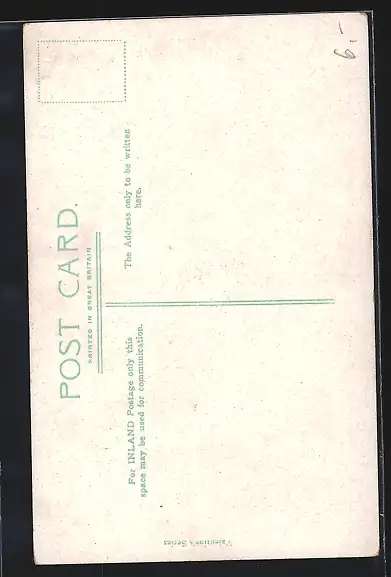 POST CARD.
PRINTED IN GREAT BRITAIN
For INLAND Postage only this
space may be used for communication.
The Address only to be written
here.
Valentine's Series
6,-